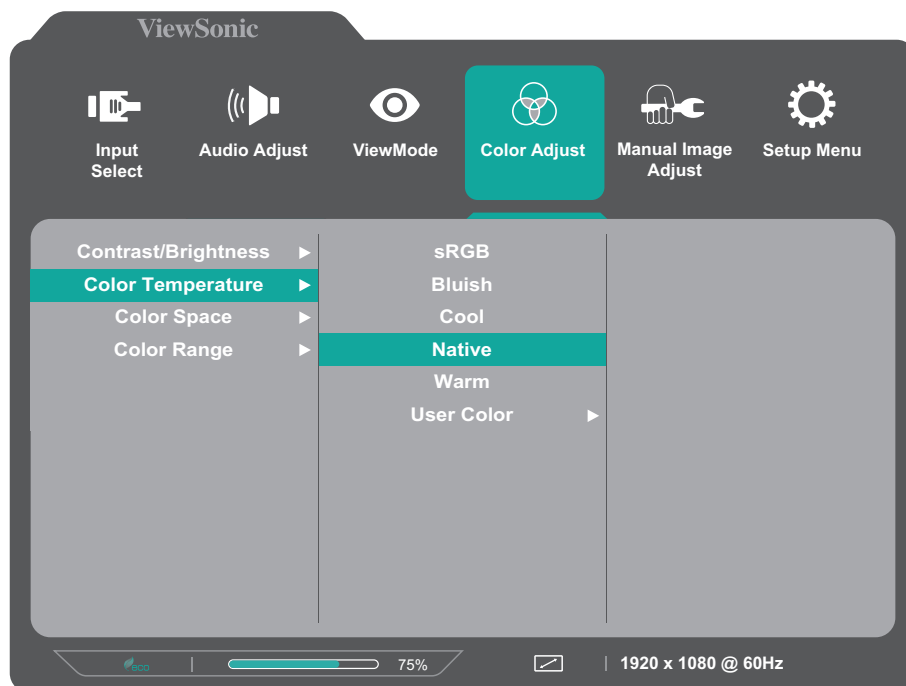 ViewSonic
Input
Select
Audio Adjust
ViewMode
Color Adjust
Manual Image
Adjust
Setup Menu
Contrast/Brightness
Color Temperature
Color Space
Color Range
sRGB
Bluish
Cool
Native
Warm
User Color
eco
75%
1920 x 1080 @ 60Hz